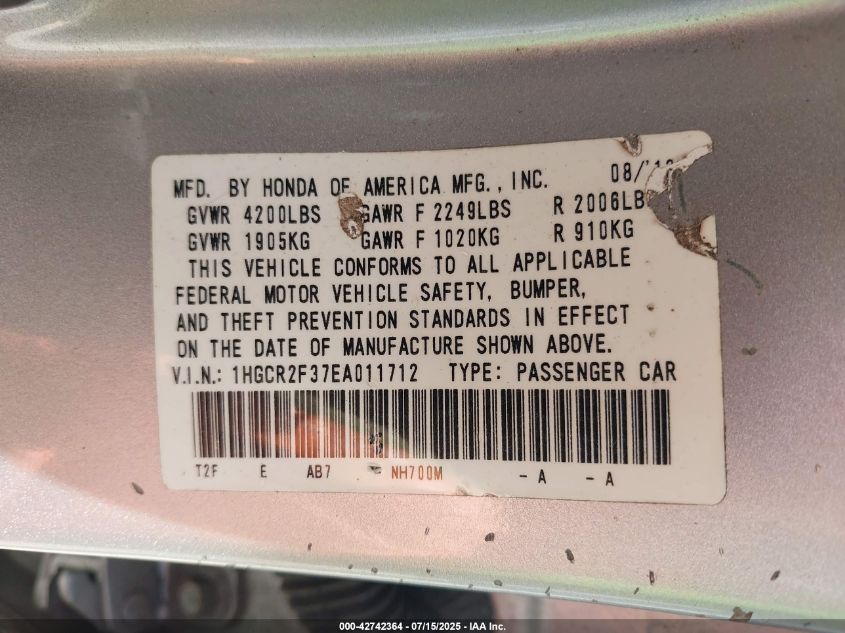 MFD. BY HONDA OF AMERICA MFG., INC. 08/'13
GVWR 4200LBS GAWR F 2249LBS R 2006LB
GVWR 1905KG GAWR F 1020KG R 910KG
THIS VEHICLE CONFORMS TO ALL APPLICABLE
FEDERAL MOTOR VEHICLE SAFETY, BUMPER,
AND THEFT PREVENTION STANDARDS IN EFFECT
ON THE DATE OF MANUFACTURE SHOWN ABOVE.
V.I.N.: 1HGCR2F37EA011712 TYPE: PASSENGER CAR
T2F E AB7 NH700M - A - A
000-42742364 - 07/15/2025 - IAA Inc.